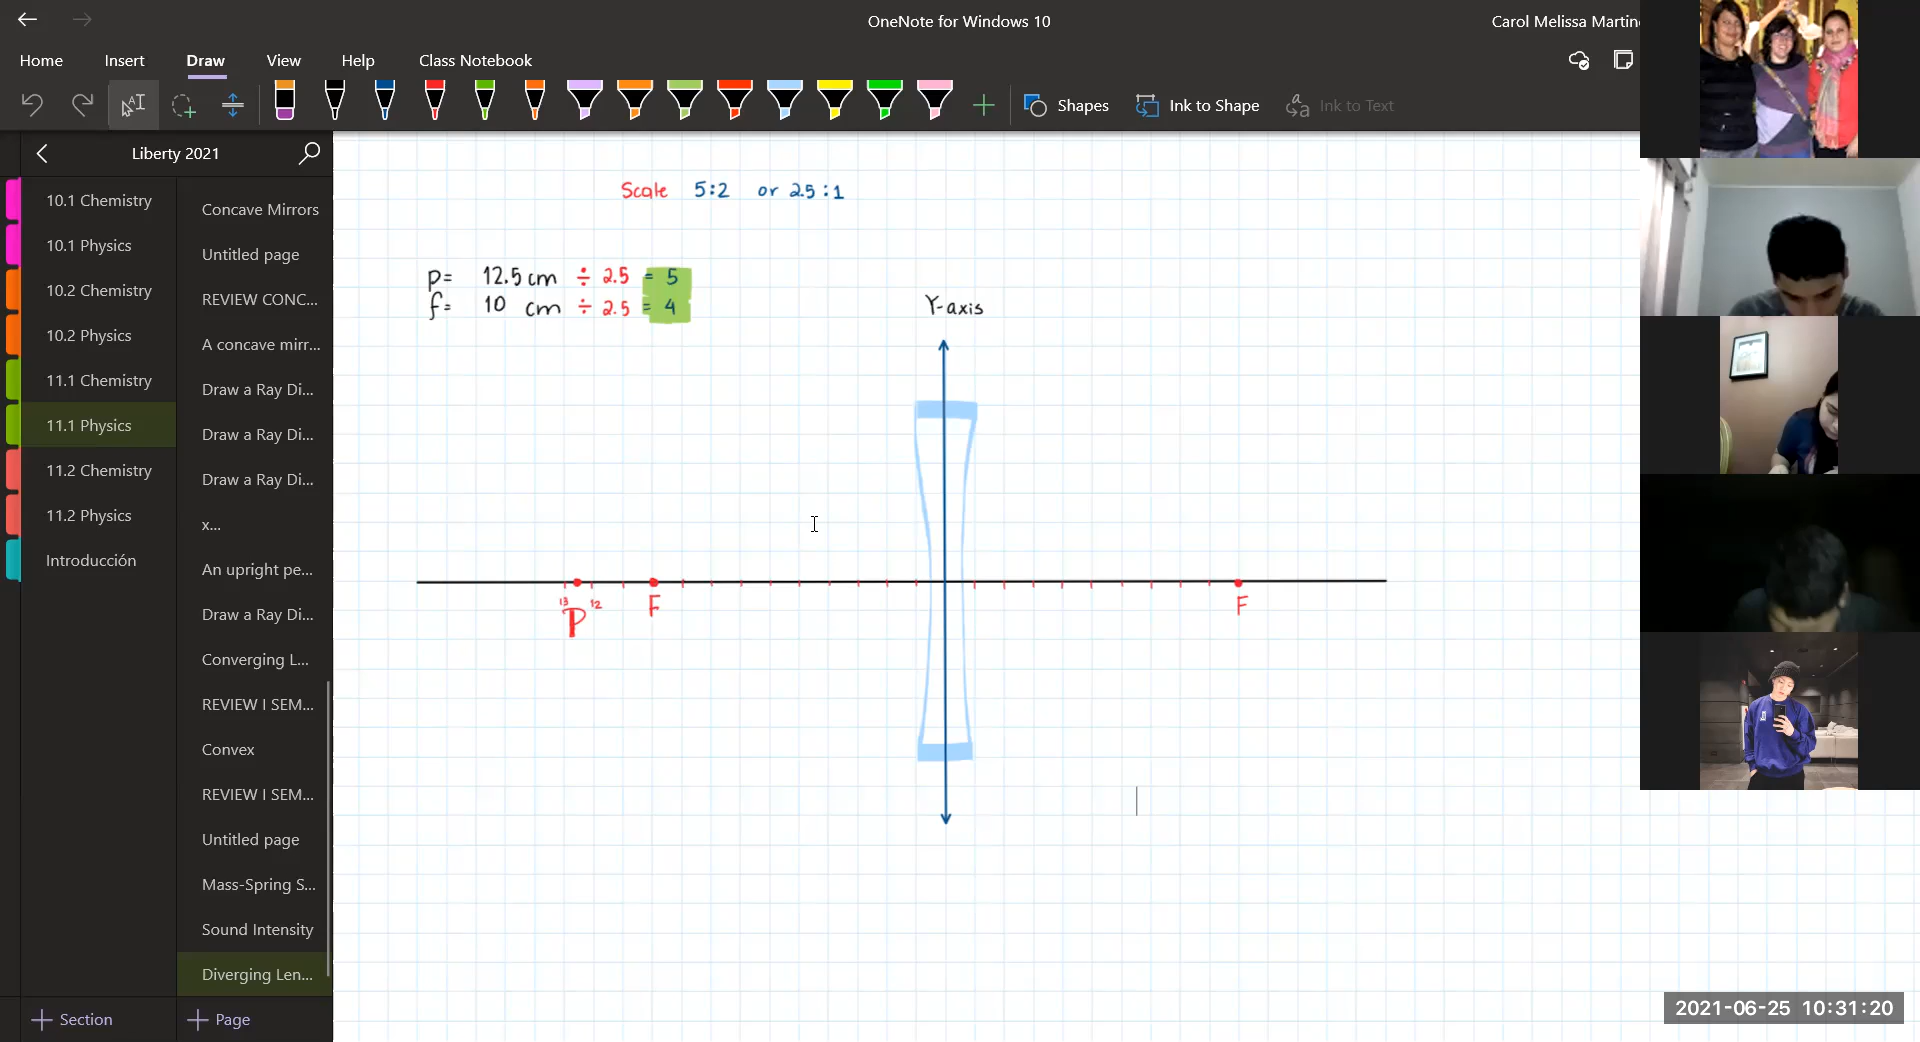 OneNote for Windows 10
Carol Melissa Martin
Home Insert Draw View Help Class Notebook
Shapes Ink to Shape Ink to Text
Liberty 2021
10.1 Chemistry
10.1 Physics
10.2 Chemistry
10.2 Physics
11.1 Chemistry
11.1 Physics
11.2 Chemistry
11.2 Physics
Introducción
Section
Concave Mirrors
Untitled page
REVIEW CONC...
A concave mirr...
Draw a Ray Di...
Draw a Ray Di...
Draw a Ray Di...
x...
An upright pe...
Draw a Ray Di...
Converging L...
REVIEW I SEM...
Convex
REVIEW I SEM...
Untitled page
Mass-Spring S...
Sound Intensity
Diverging Len...
Page
Scale 5:2 or 2.5:1
p= 12.5 cm ÷ 2.5 = 5
f= 10 cm ÷ 2.5 = 4
Y-axis
13 P 12 F F
2021-06-25 10:31:20